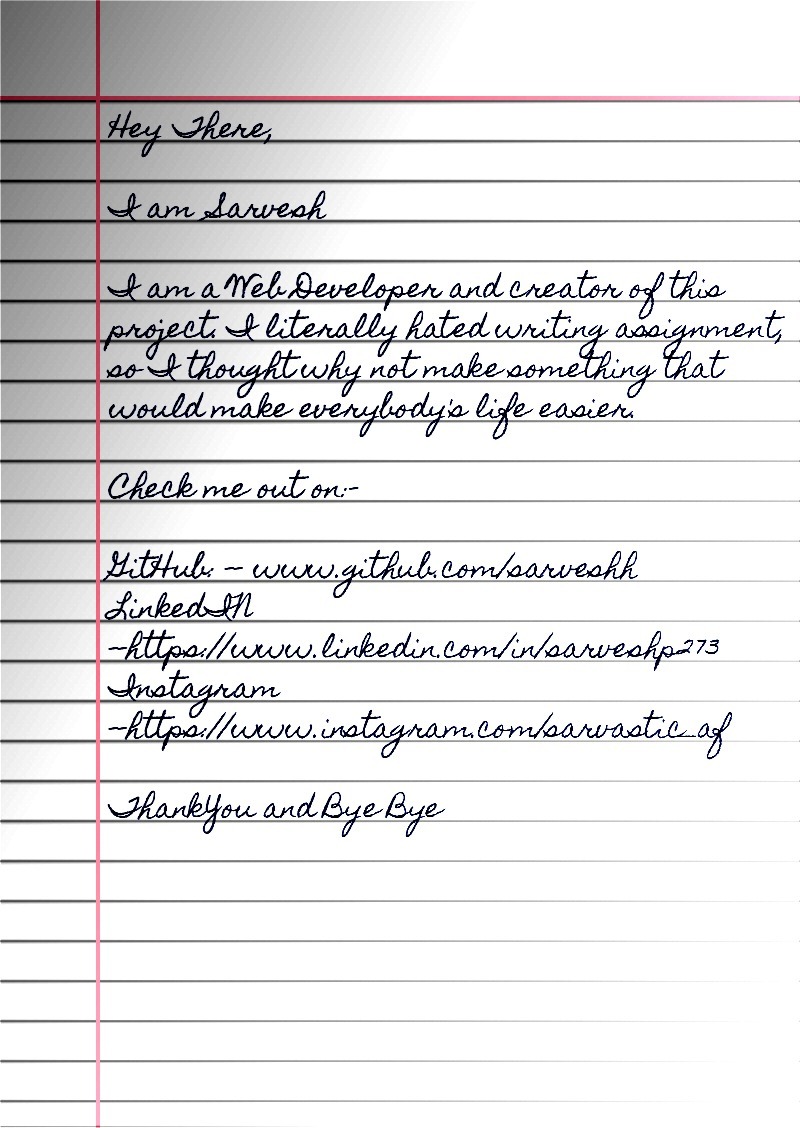 Hey There,
I am Sarvesh
I am a Web Developer and creator of this
project. I literally hated writing assignment,
so I thought why not make something that
would make everybody's life easier.
Check me out on:-
GitHub: - www.github.com/sarveshh
LinkedIN
-https://www.linkedin.com/in/sarveshp273
Instagram
-https://www.instagram.com/sarvastic_af
ThankYou and Bye Bye